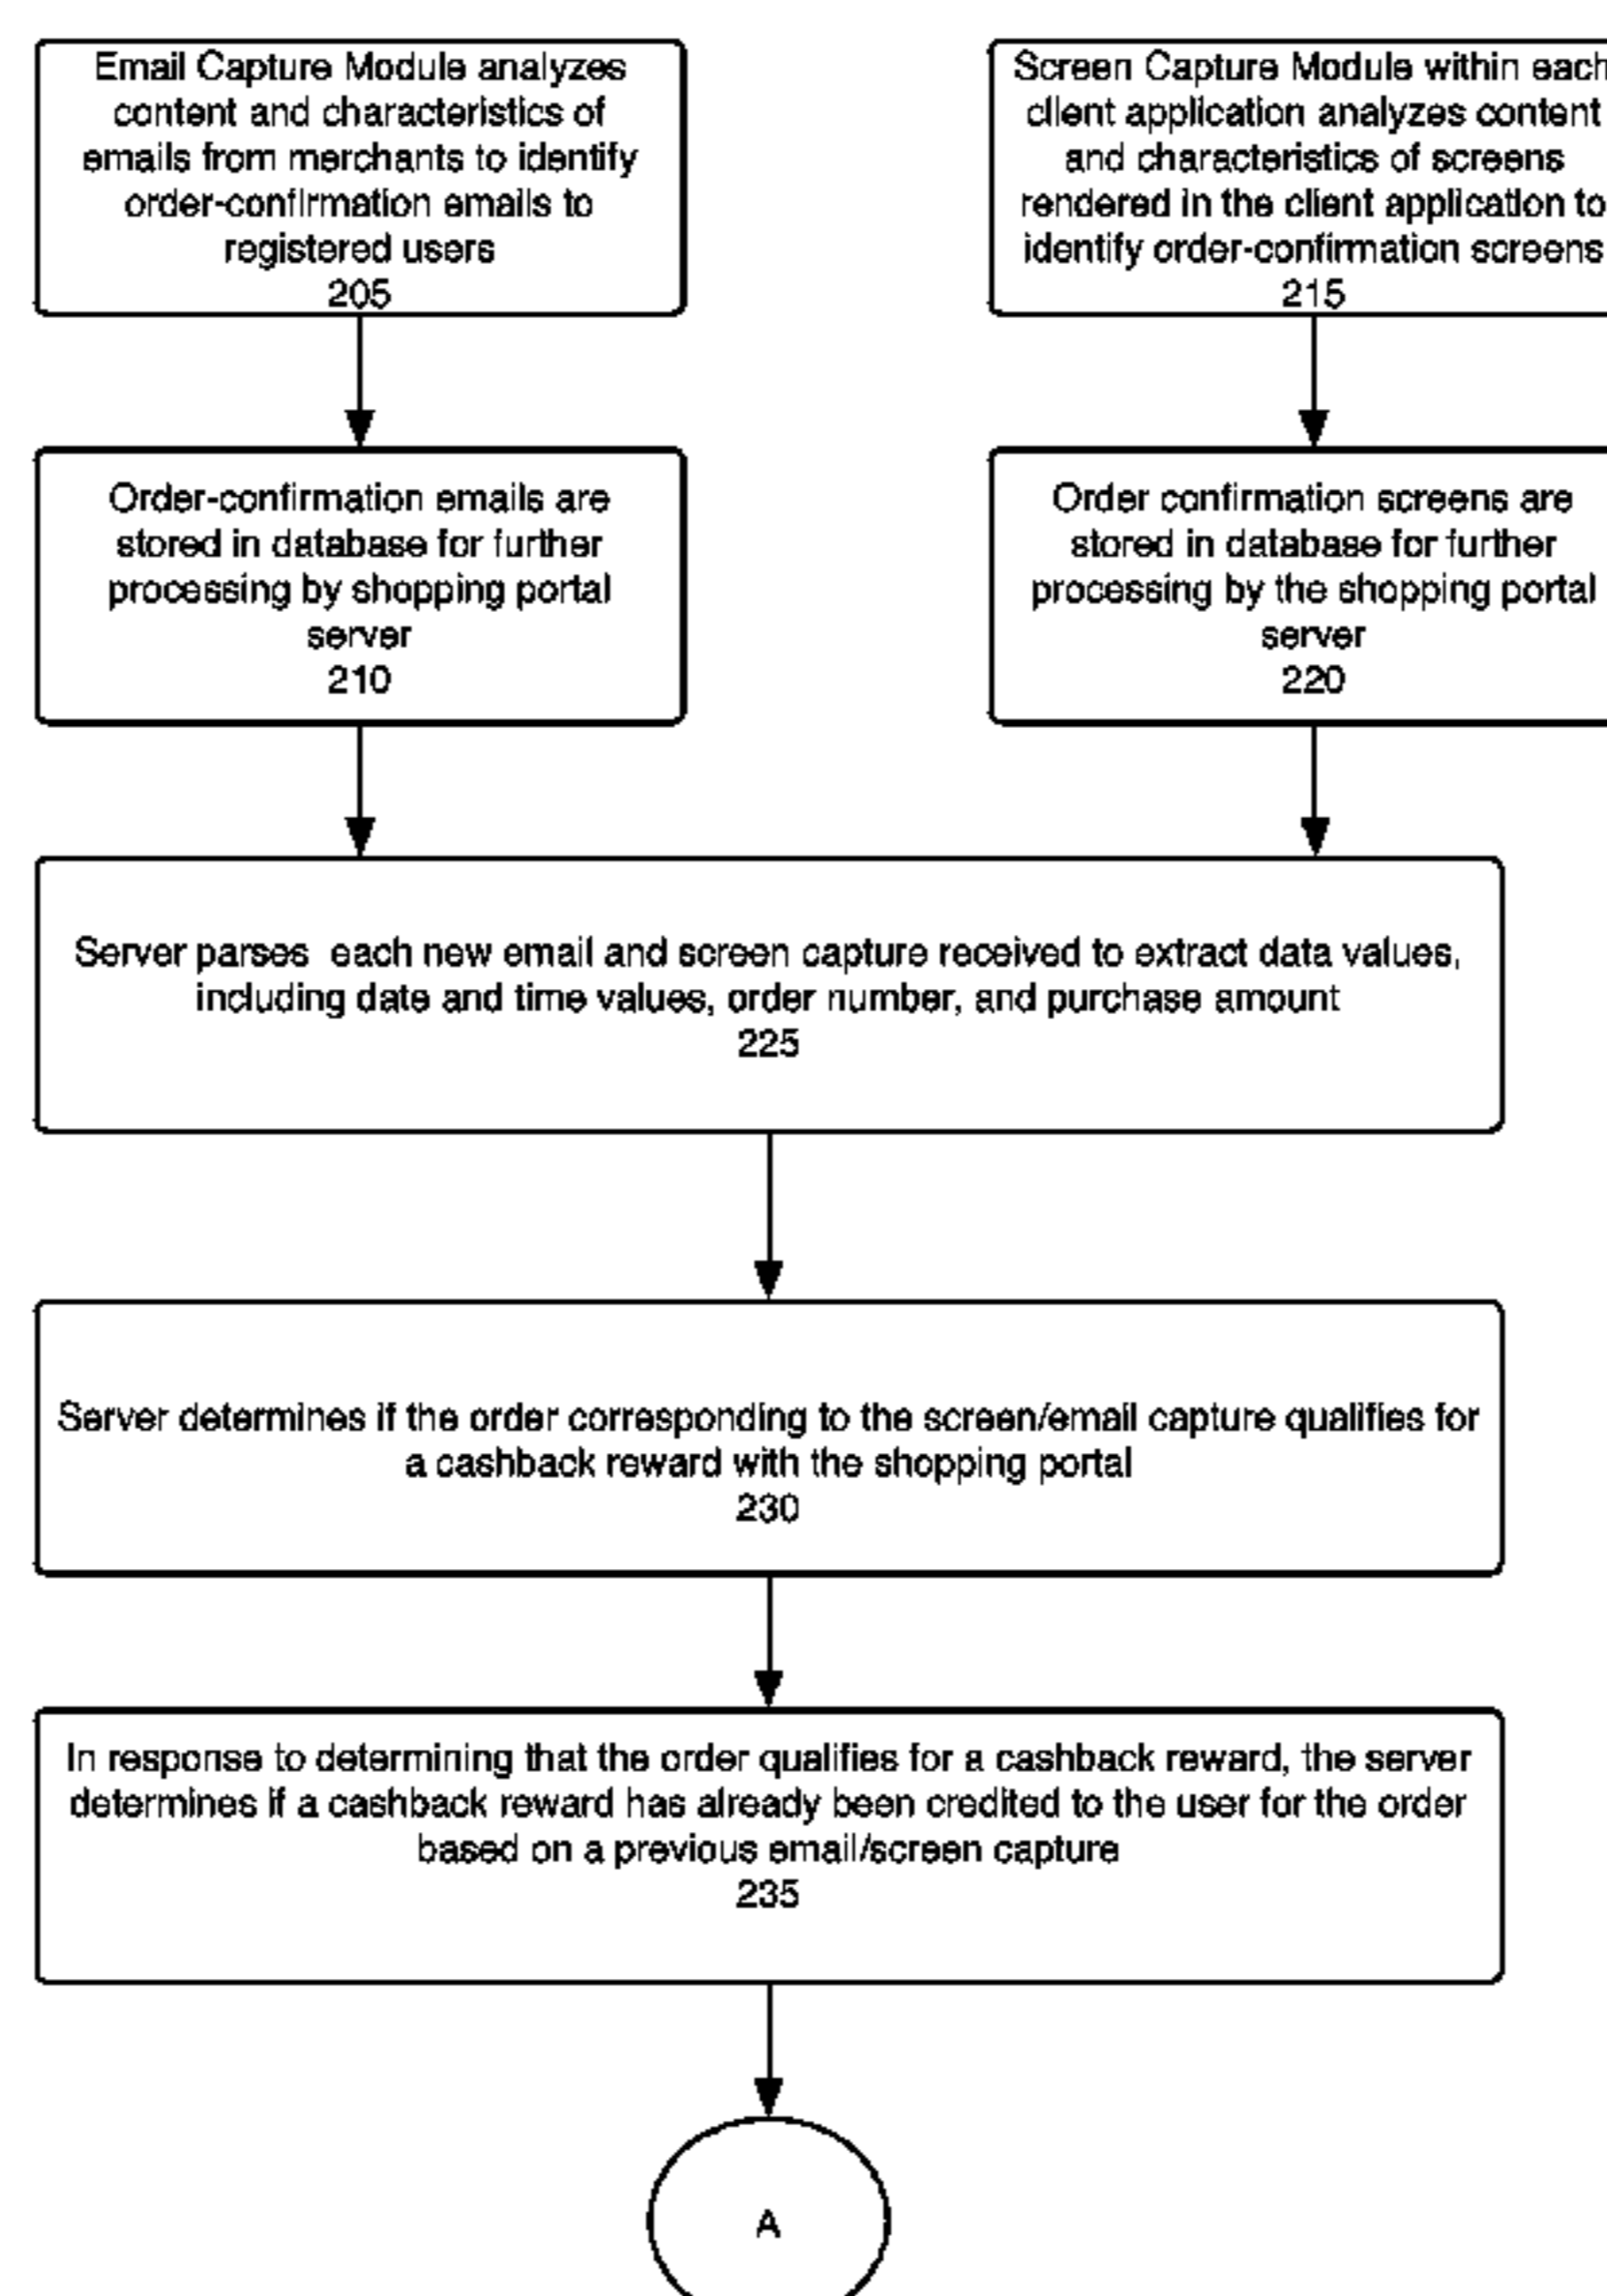 Email Capture Module analyzes
content and characteristics of
emails from merchants to identify
order-confirmation emails to
registered users
205
Screen Capture Module within each
client application analyzes content
and characteristics of screens
rendered in the client application to
identify order-confirmation screens
215
Order-confirmation emails are
stored in database for further
processing by shopping portal
server
210
Order confirmation screens are
stored in database for further
processing by the shopping portal
server
220
Server parses each new email and screen capture received to extract data values,
including date and time values, order number, and purchase amount
225
Server determines if the order corresponding to the screen/email capture qualifies for
a cashback reward with the shopping portal
230
In response to determining that the order qualifies for a cashback reward, the server
determines if a cashback reward has already been credited to the user for the order
based on a previous email/screen capture
235
A